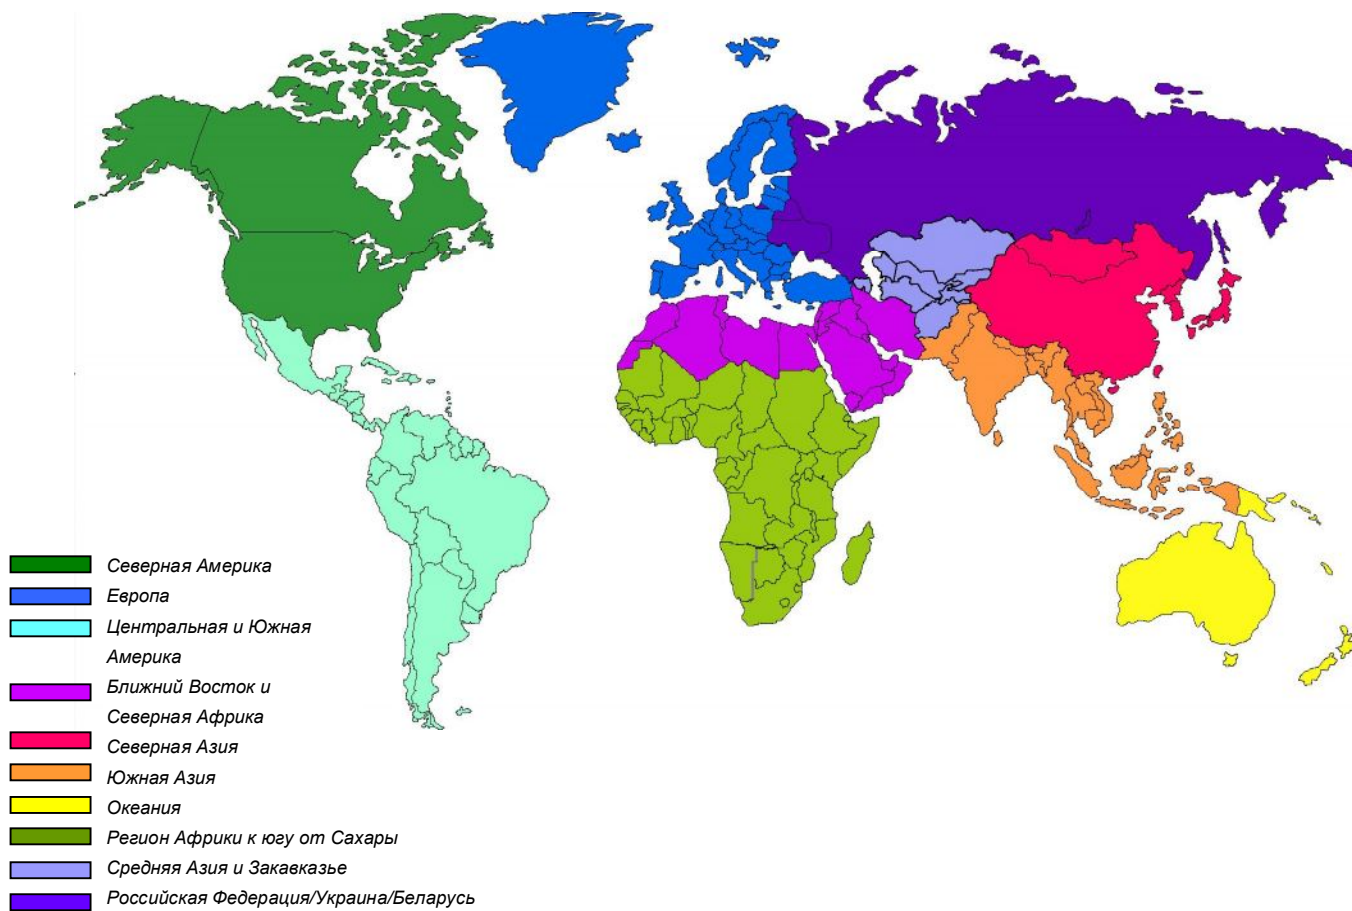 Северная Америка
Европа
Центральная и Южная
Америка
Ближний Восток и
Северная Африка
Северная Азия
Южная Азия
Океания
Регион Африки к югу от Сахары
Средняя Азия и Закавказье
Российская Федерация/Украина/Беларусь